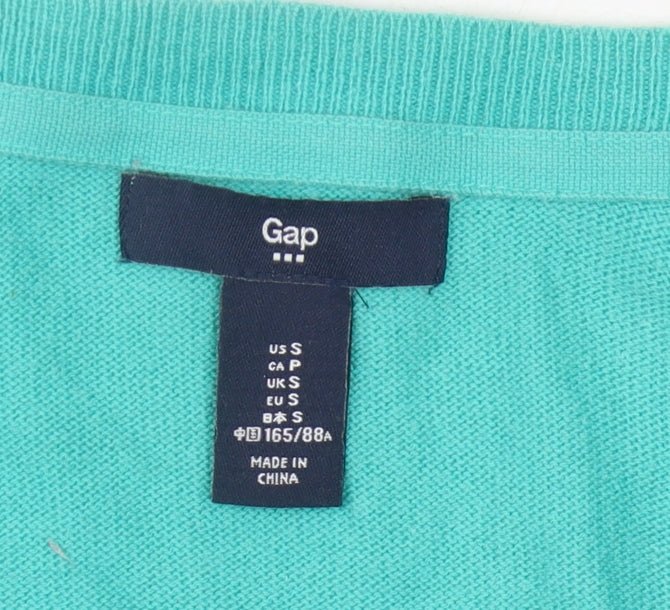 Gap
US S
CA P
UK S
EU S
日本 S
中国 165/88A
MADE IN
CHINA